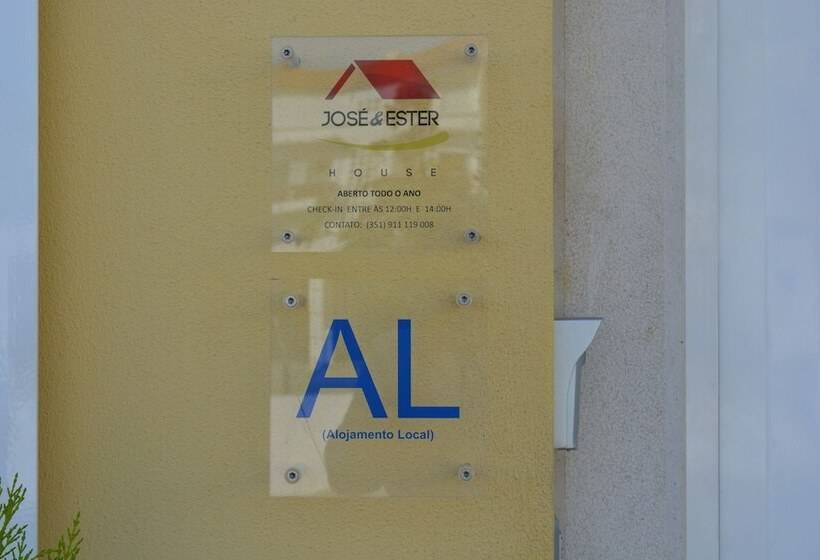 JOSÉ & ESTER
HOUSE
ABERTO TODO O ANO
CHECK-IN ENTRE ÀS 12:00H E 14:00H
CONTATO: (351) 911 119 008
AL
(Alojamento Local)